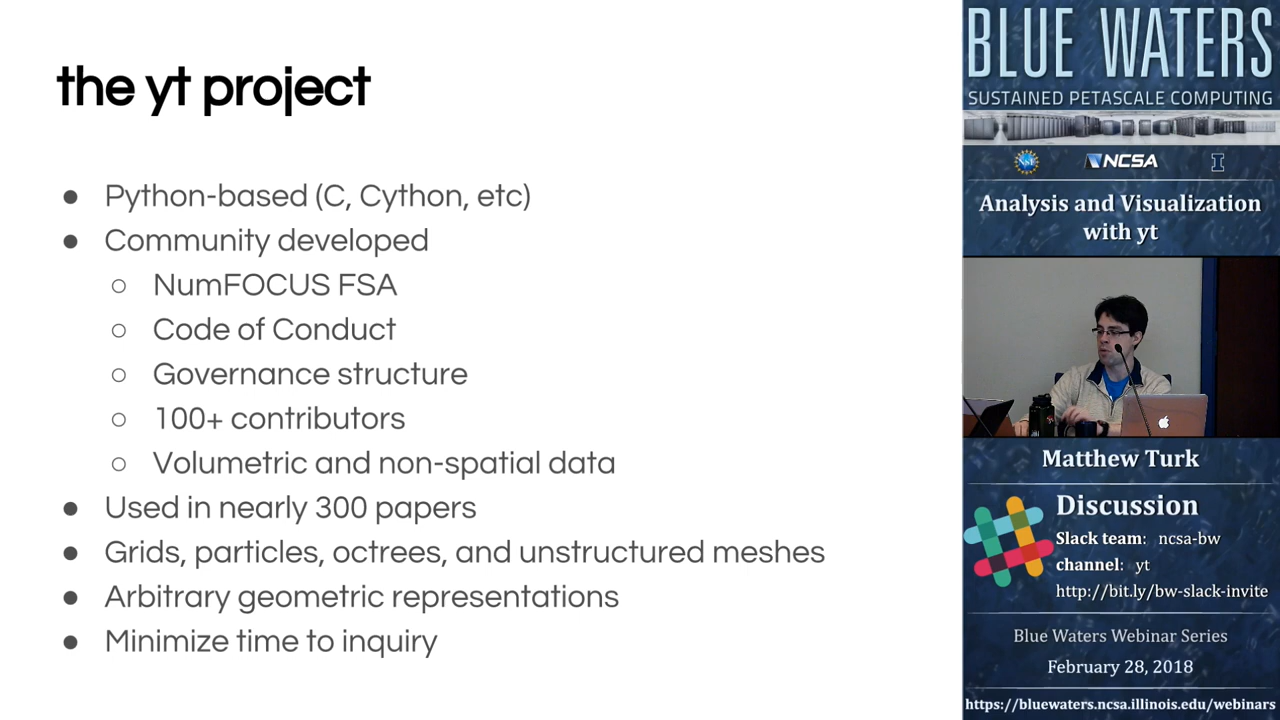 the yt project
● Python-based (C, Cython, etc)
● Community developed
○ NumFOCUS FSA
○ Code of Conduct
○ Governance structure
○ 100+ contributors
○ Volumetric and non-spatial data
● Used in nearly 300 papers
● Grids, particles, octrees, and unstructured meshes
● Arbitrary geometric representations
● Minimize time to inquiry
BLUE WATERS
SUSTAINED PETASCALE COMPUTING
NSF NCSA I
Analysis and Visualization
with yt
Matthew Turk
Discussion
Slack team: ncsa-bw
channel: yt
http://bit.ly/bw-slack-invite
Blue Waters Webinar Series
February 28, 2018
https://bluewaters.ncsa.illinois.edu/webinars